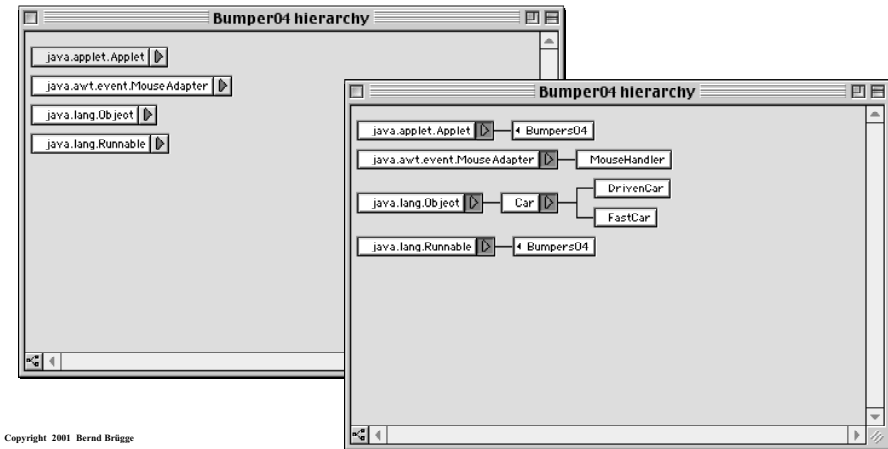 Bumper04 hierarchy
java.applet.Applet
java.awt.event.MouseAdapter
java.lang.Object
java.lang.Runnable
Bumper04 hierarchy
java.applet.Applet Bumpers04
java.awt.event.MouseAdapter MouseHandler
DrivenCar
java.lang.Object Car
FastCar
java.lang.Runnable Bumpers04
Copyright 2001 Bernd Brügge